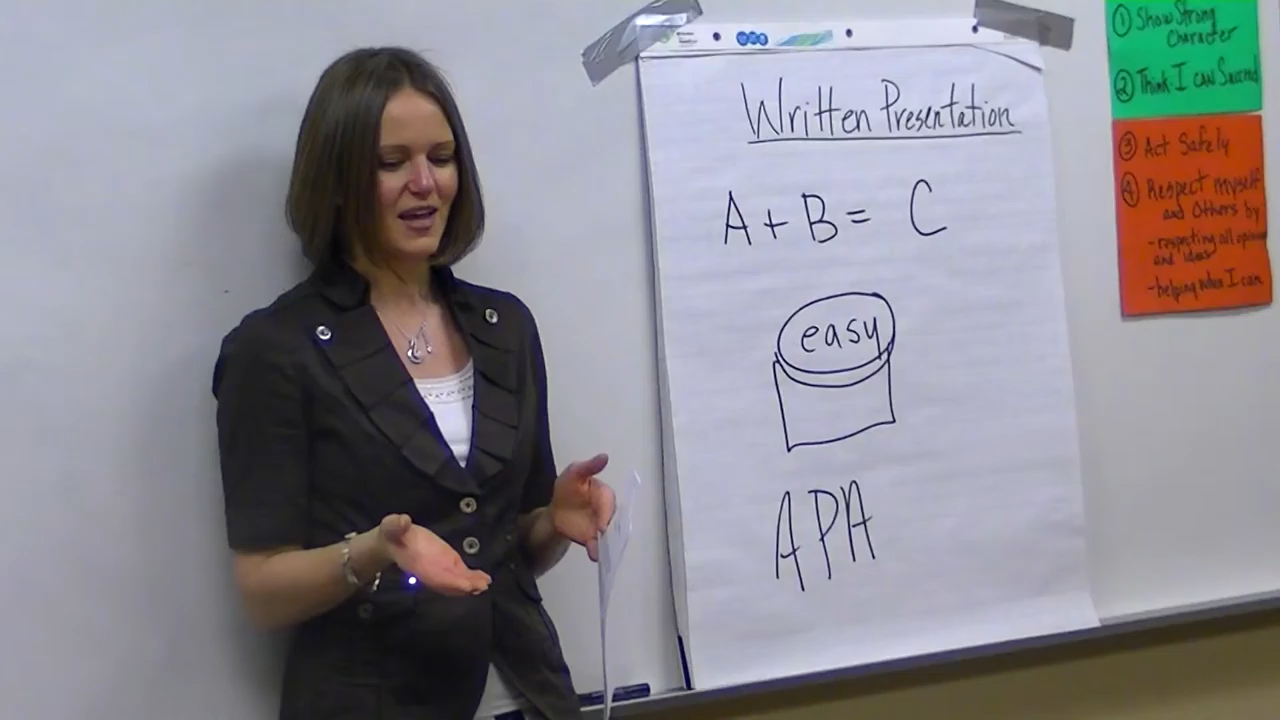 Written Presentation
A + B = C
easy
APA
① Show Strong
Character
② Think I CAN Succeed
③ Act Safely
④ Respect myself
and Others by
- respecting all opinions
and ideas
- helping when I can